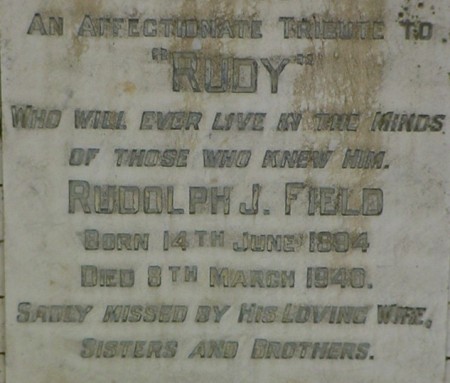 AN AFFECTIONATE TRIBUTE TO
"RUDY"
WHO WILL EVER LIVE IN THE MINDS
OF THOSE WHO KNEW HIM.
RUDOLPH J. FIELD
BORN 14TH JUNE 1894
DIED 8TH MARCH 1940.
SADLY MISSED BY HIS LOVING WIFE,
SISTERS AND BROTHERS.